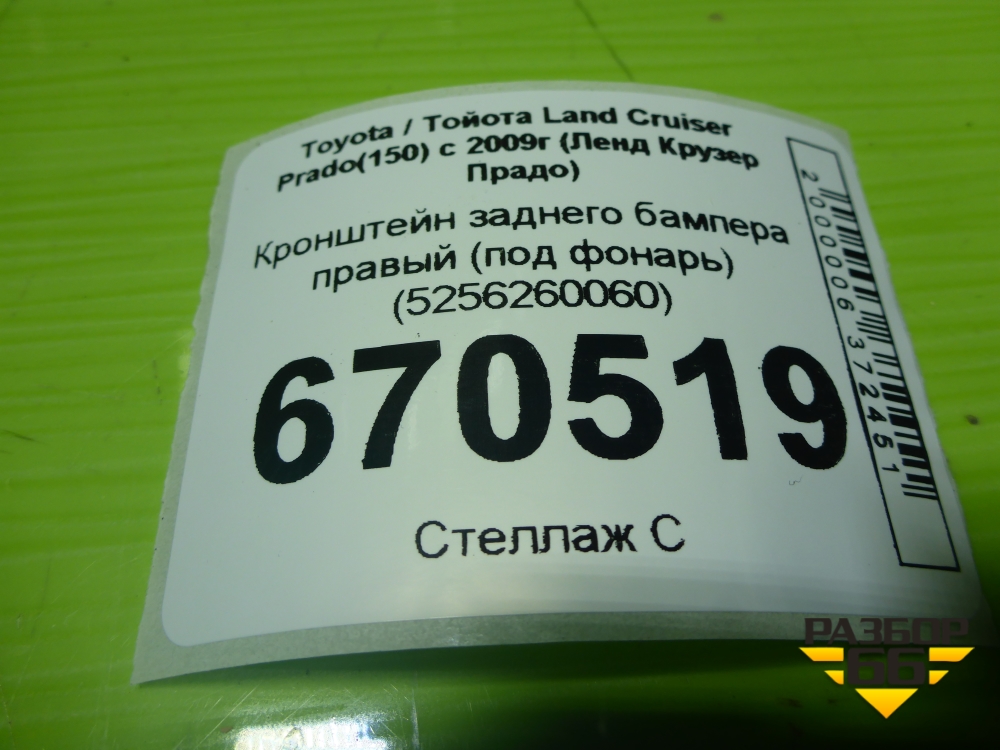 Toyota / Тойота Land Cruiser
Prado(150) с 2009г (Ленд Крузер
Прадо)
Кронштейн заднего бампера
правый (под фонарь)
(5256260060)
670519
Стеллаж С
2000006372451
РАЗБОР
66